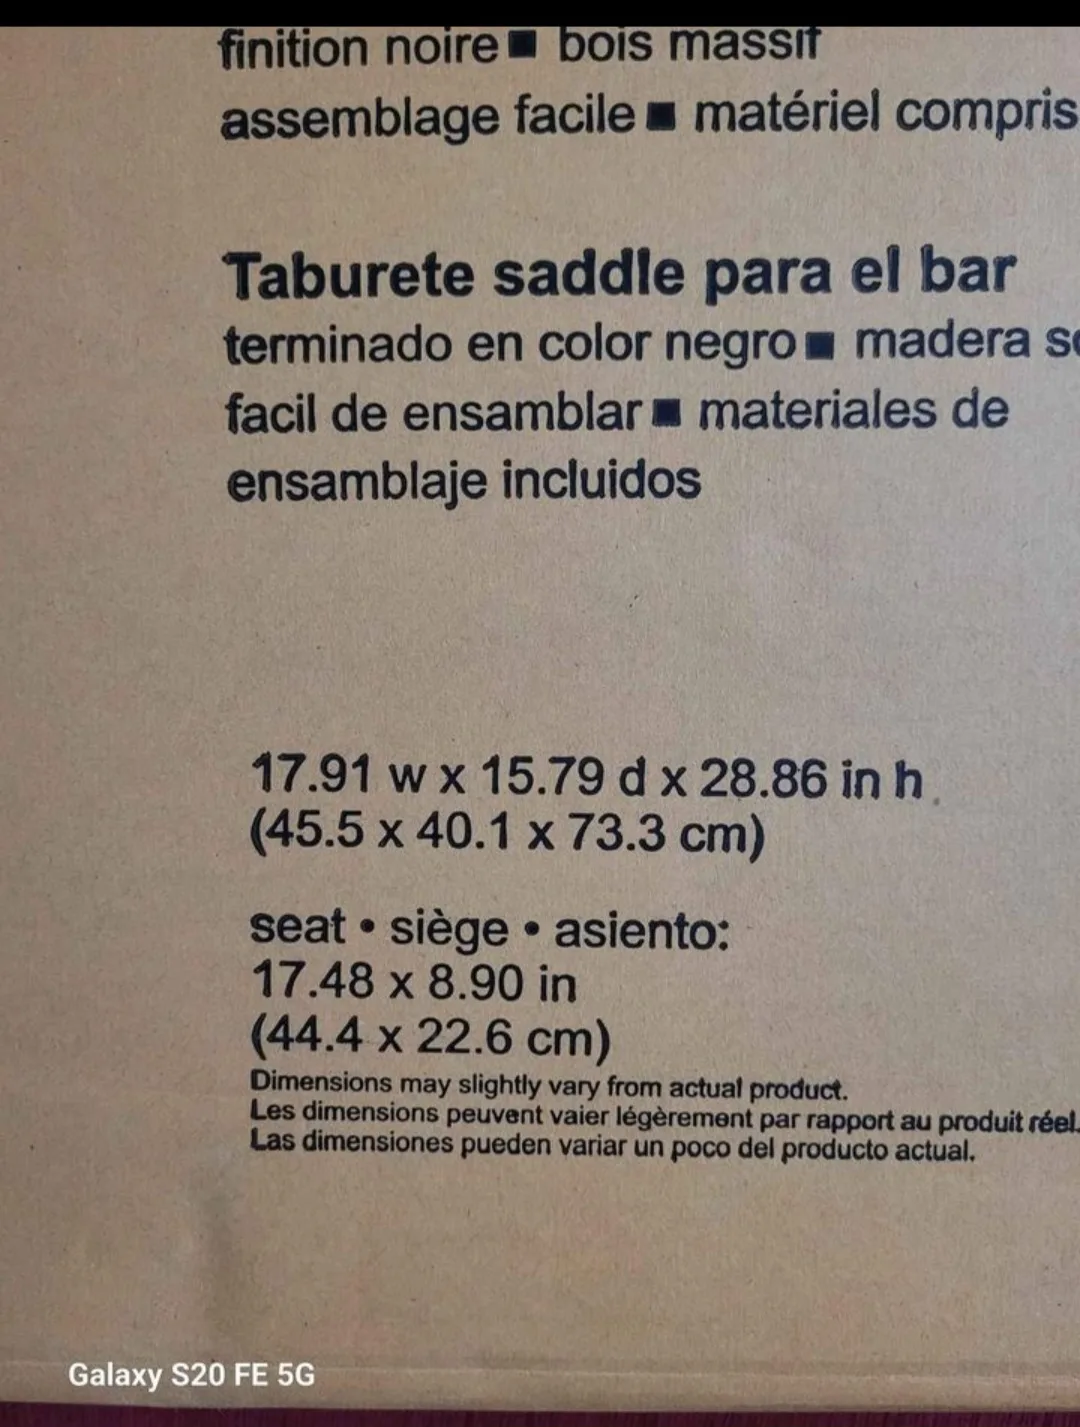 finition noire ■ bois massif
assemblage facile ■ matériel compris
Taburete saddle para el bar
terminado en color negro ■ madera
facil de ensamblar ■ materiales de
ensamblaje incluidos
17.91 w x 15.79 d x 28.86 in h
(45.5 x 40.1 x 73.3 cm)
seat • siège • asiento:
17.48 x 8.90 in
(44.4 x 22.6 cm)
Dimensions may slightly vary from actual product.
Les dimensions peuvent vaier légèrement par rapport au produit réel.
Las dimensiones pueden variar un poco del producto actual.
Galaxy S20 FE 5G